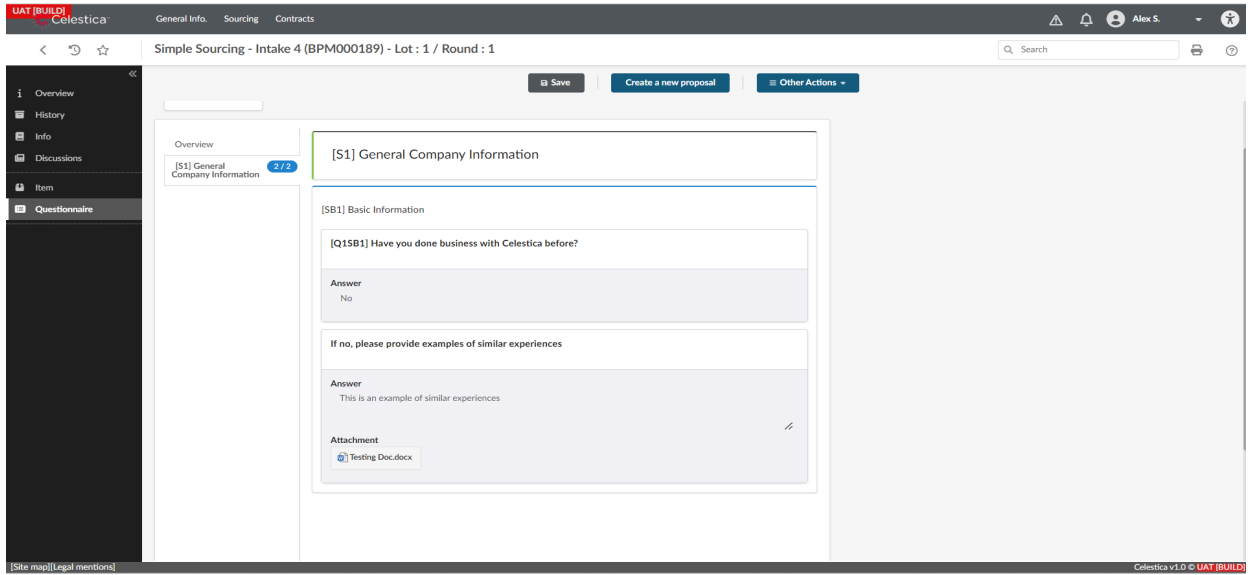 UAT [BUILD]
Celestica
General Info. Sourcing Contracts
Alex S.
Simple Sourcing - Intake 4 (BPM000189) - Lot : 1 / Round : 1
Search
Save
Create a new proposal
Other Actions
Overview
History
Info
Discussions
Item
Questionnaire
Overview
[S1] General
Company Information
2 / 2
[S1] General Company Information
[SB1] Basic Information
[Q1SB1] Have you done business with Celestica before?
Answer
No
If no, please provide examples of similar experiences
Answer
This is an example of similar experiences
Attachment
Testing Doc.docx
[Site map][Legal mentions]
Celestica v1.0 © UAT [BUILD]